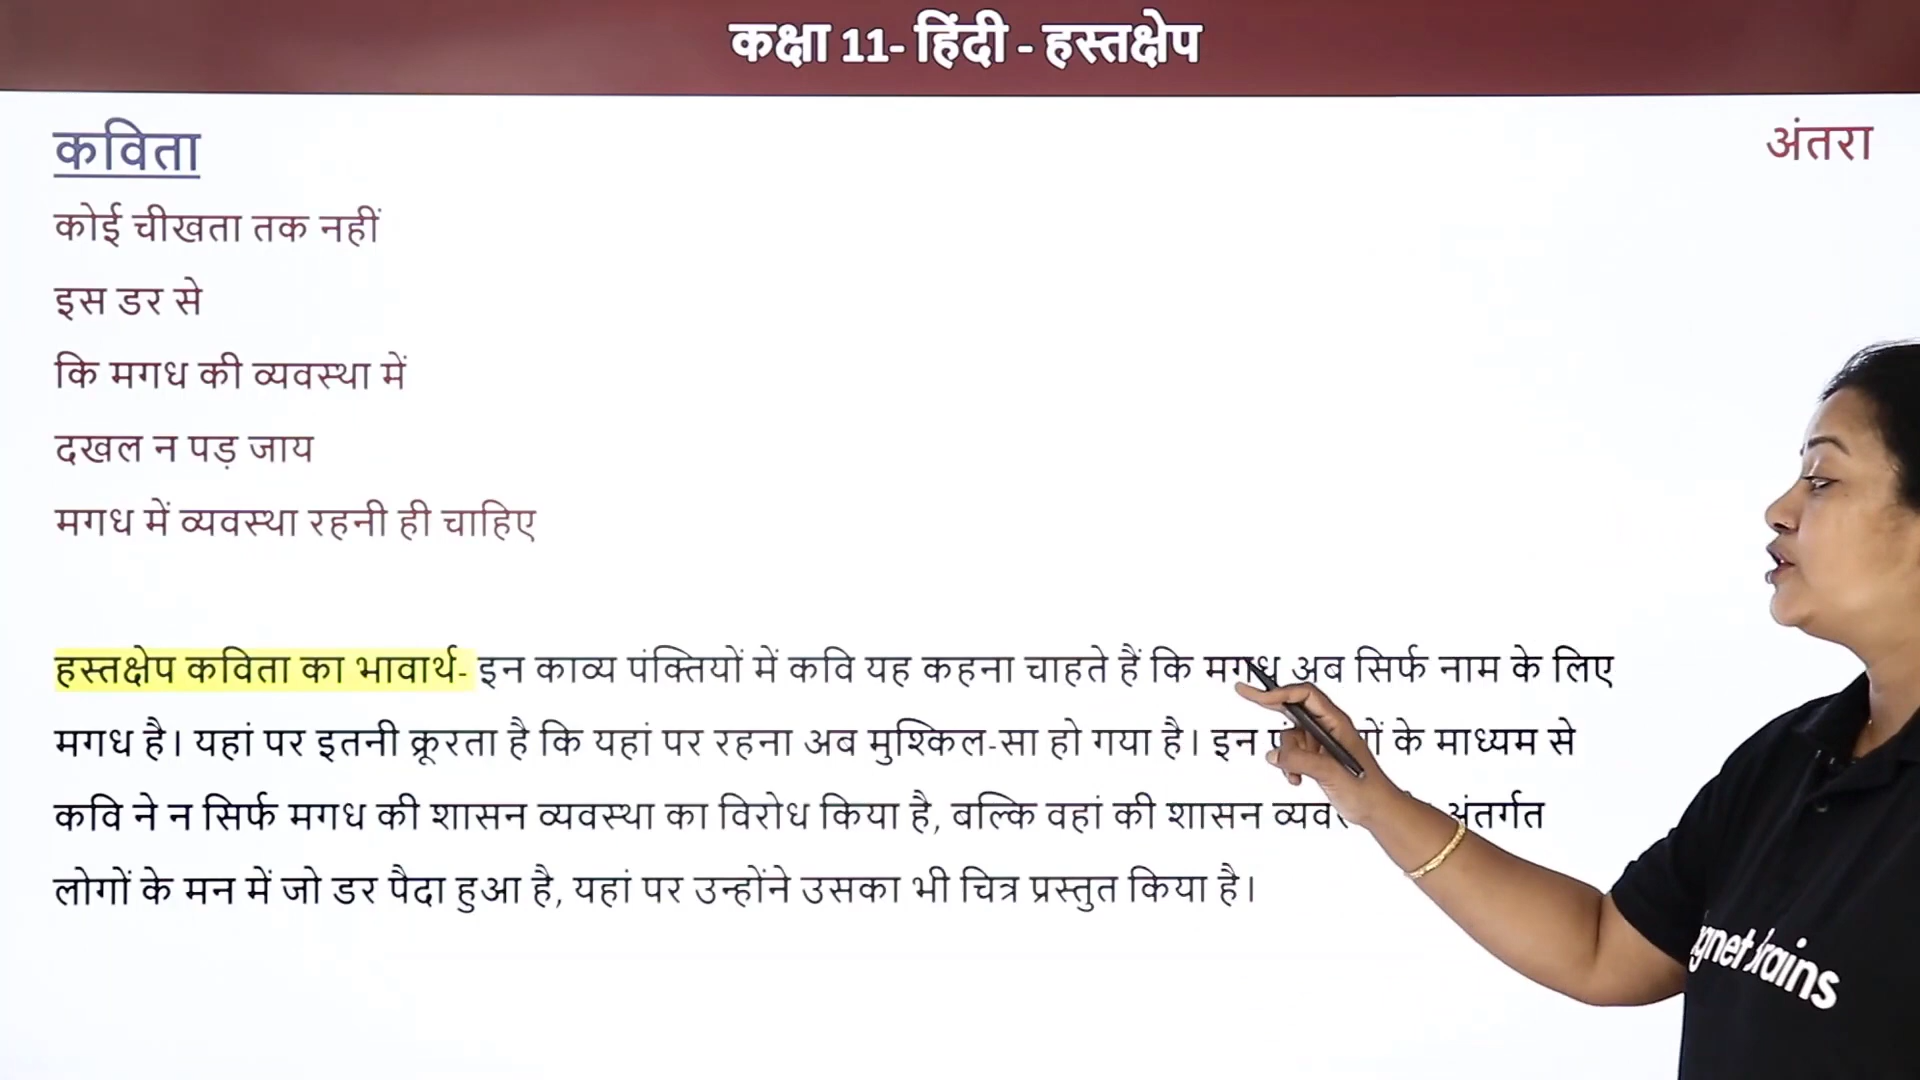 कक्षा 11- हिंदी - हस्तक्षेप
कविता
अंतरा
कोई चीखता तक नहीं
इस डर से
कि मगध की व्यवस्था में
दखल न पड़ जाय
मगध में व्यवस्था रहनी ही चाहिए
हस्तक्षेप कविता का भावार्थ- इन काव्य पंक्तियों में कवि यह कहना चाहते हैं कि मगध अब सिर्फ नाम के लिए
मगध है। यहां पर इतनी क्रूरता है कि यहां पर रहना अब मुश्किल-सा हो गया है। इन के माध्यम से
कवि ने न सिर्फ मगध की शासन व्यवस्था का विरोध किया है, बल्कि वहां की शासन अंतर्गत
लोगों के मन में जो डर पैदा हुआ है, यहां पर उन्होंने उसका भी चित्र प्रस्तुत किया है।